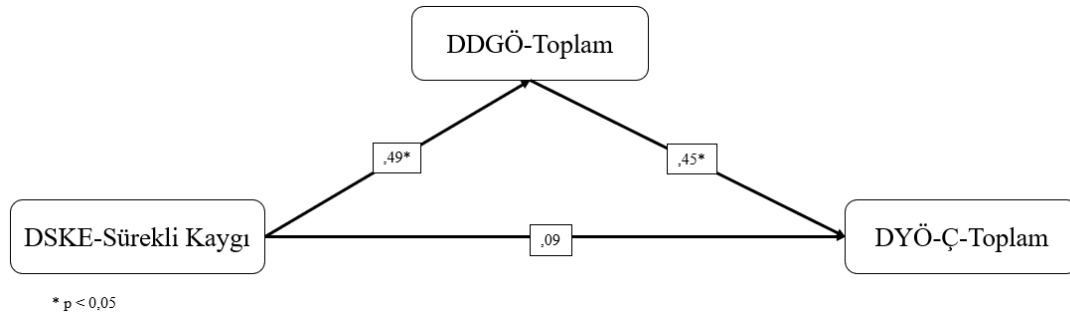 DDGÖ-Toplam
,49*
,45*
DSKE-Sürekli Kaygı
,09
DYÖ-Ç-Toplam
* p < 0,05